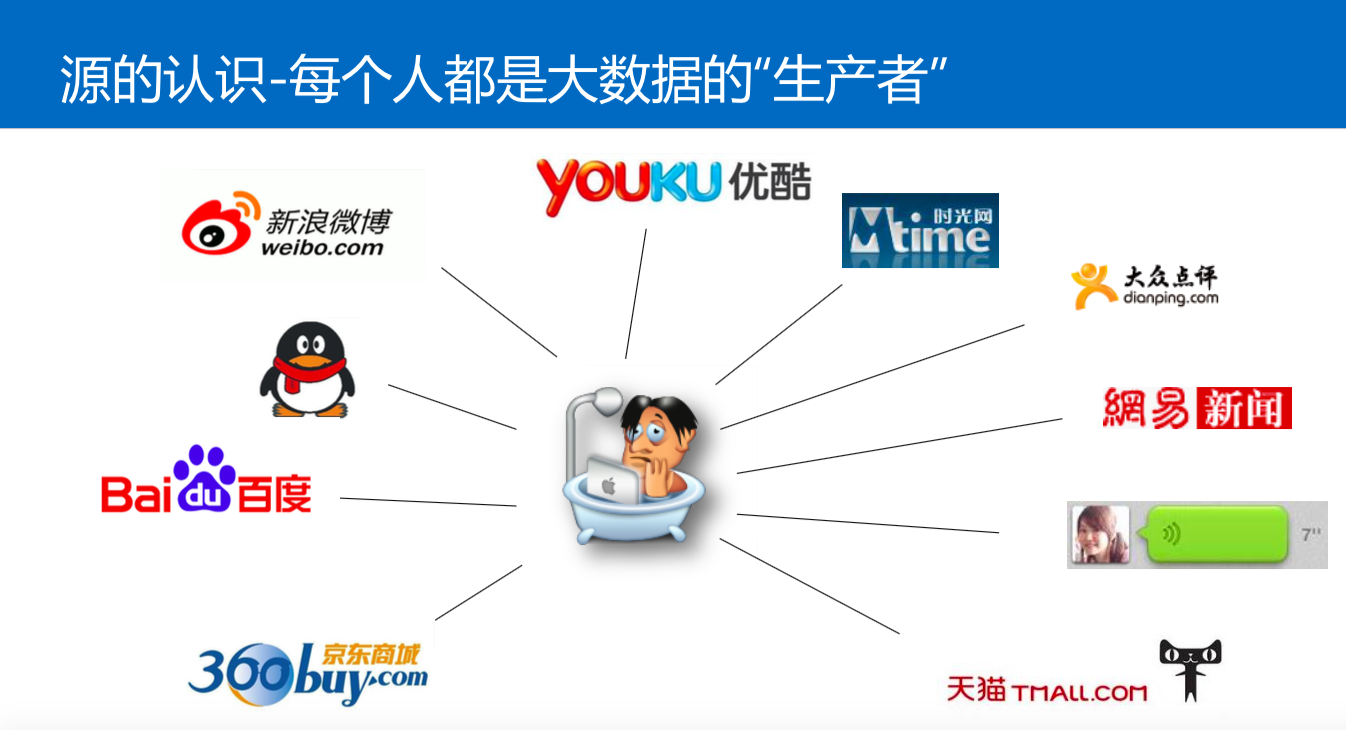 源的认识-每个人都是大数据的“生产者”
YOUKU 优酷
新浪微博
weibo.com
时光网
Mtime
大众点评
dianping.com
網易 新闻
Bai du 百度
7"
京东商城
360buy.com
天猫 TMALL.COM